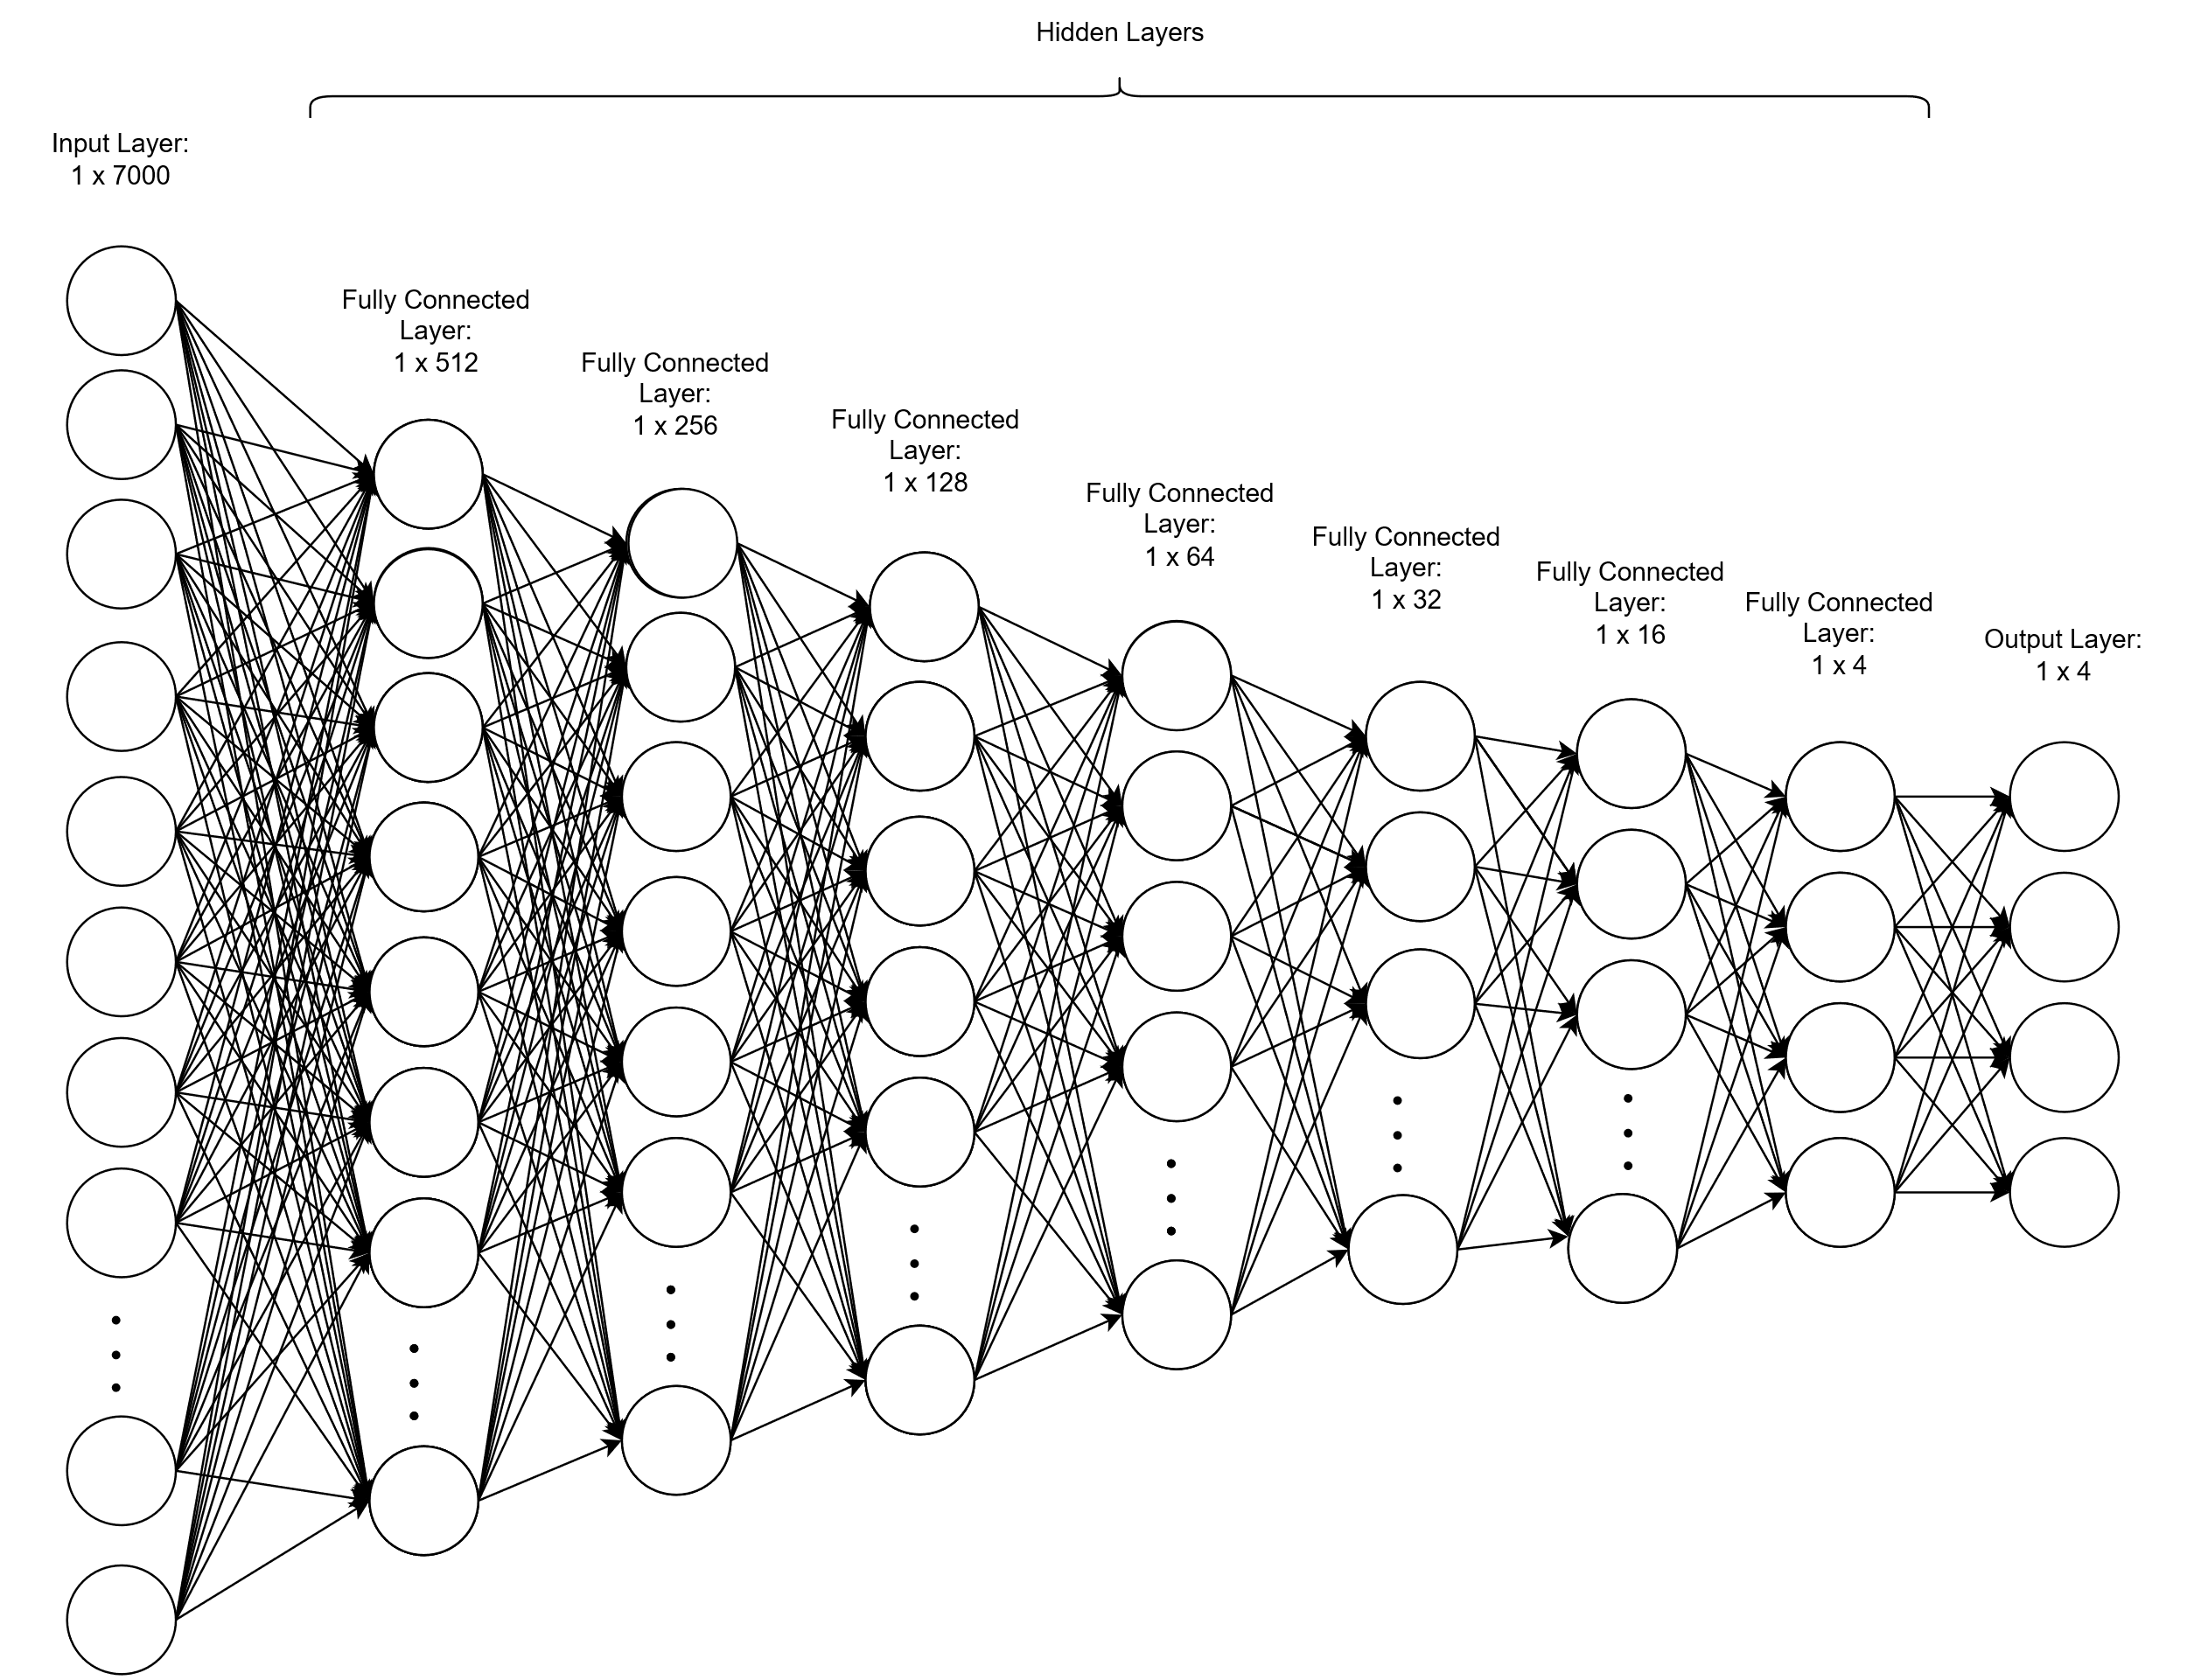 Hidden Layers
Input Layer:
1 x 7000
Fully Connected
Layer:
1 x 512
Fully Connected
Layer:
1 x 256
Fully Connected
Layer:
1 x 128
Fully Connected
Layer:
1 x 64
Fully Connected
Layer:
1 x 32
Fully Connected
Layer:
1 x 16
Fully Connected
Layer:
1 x 4
Output Layer:
1 x 4